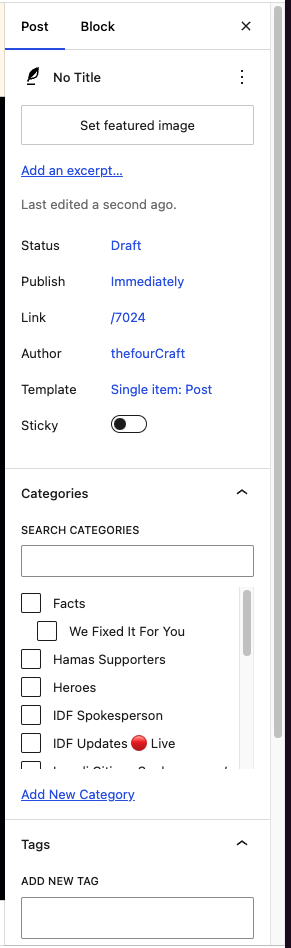 Post Block
No Title
Set featured image
Add an excerpt...
Last edited a second ago.
Status Draft
Publish Immediately
Link /7024
Author thefourCraft
Template Single item: Post
Sticky
Categories
SEARCH CATEGORIES
Facts
We Fixed It For You
Hamas Supporters
Heroes
IDF Spokesperson
IDF Updates 🔴 Live
Add New Category
Tags
ADD NEW TAG